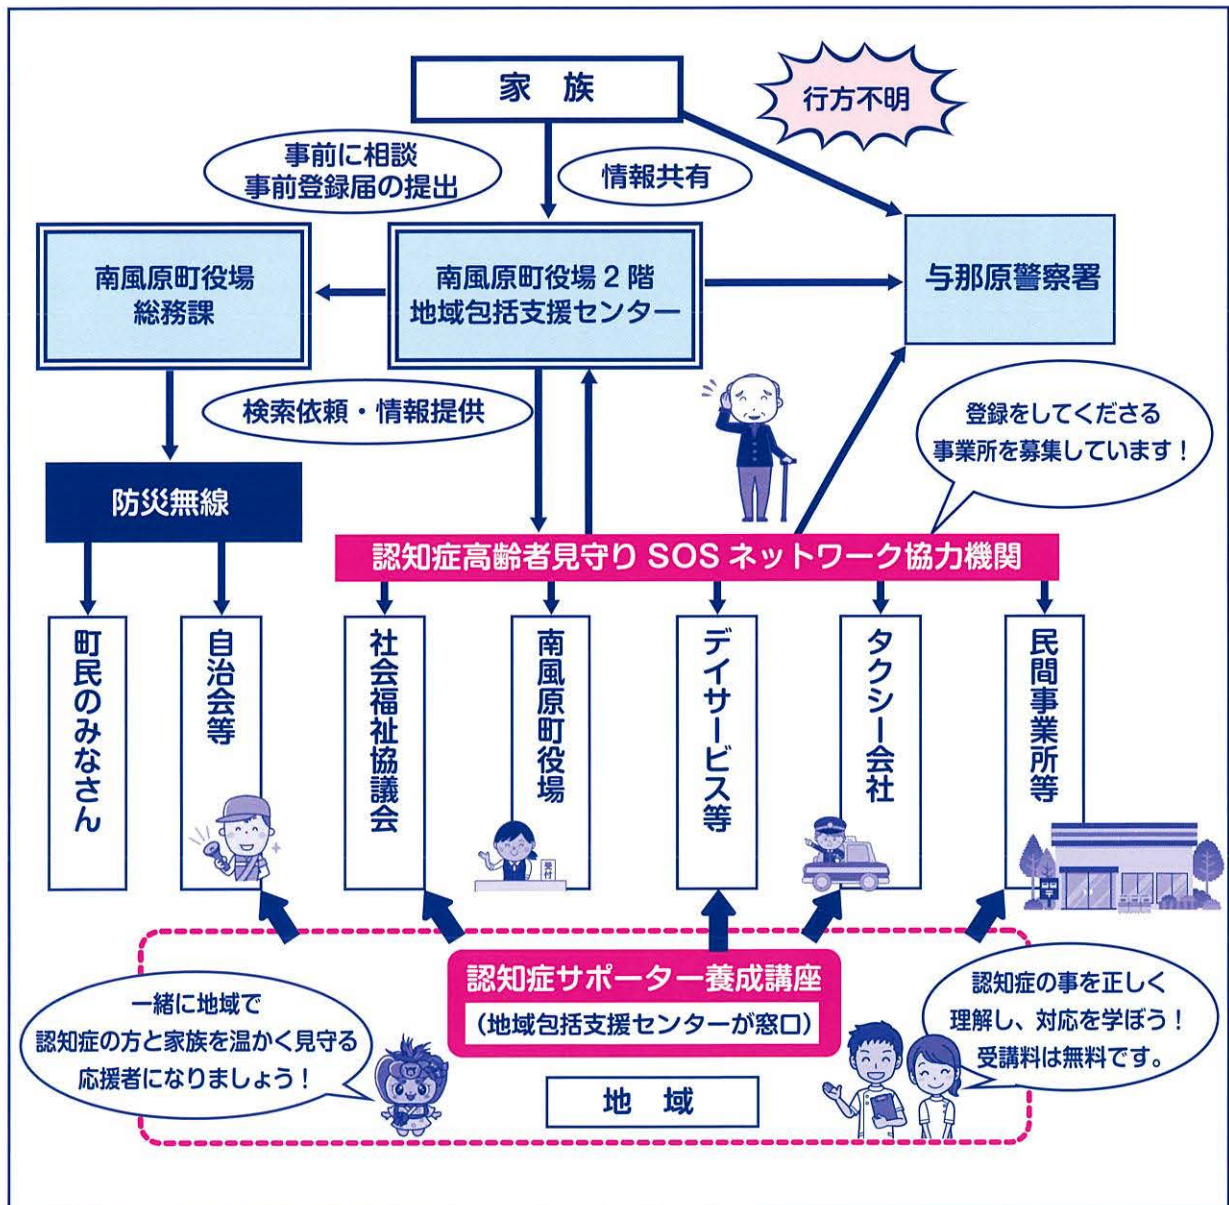 家 族
行方不明
事前に相談
事前登録届の提出
情報共有
南風原町役場
総務課
南風原町役場2階
地域包括支援センター
与那原警察署
検索依頼・情報提供
登録をしてくださる
事業所を募集しています!
防災無線
認知症高齢者見守り SOS ネットワーク協力機関
町民のみなさん
自治会等
社会福祉協議会
南風原町役場
受付
デイサービス等
タクシー会社
民間事業所等
認知症サポーター養成講座
(地域包括支援センターが窓口)
一緒に地域で
認知症の方と家族を温かく見守る
応援者になりましょう!
認知症の事を正しく
理解し、対応を学ぼう!
受講料は無料です。
地 域